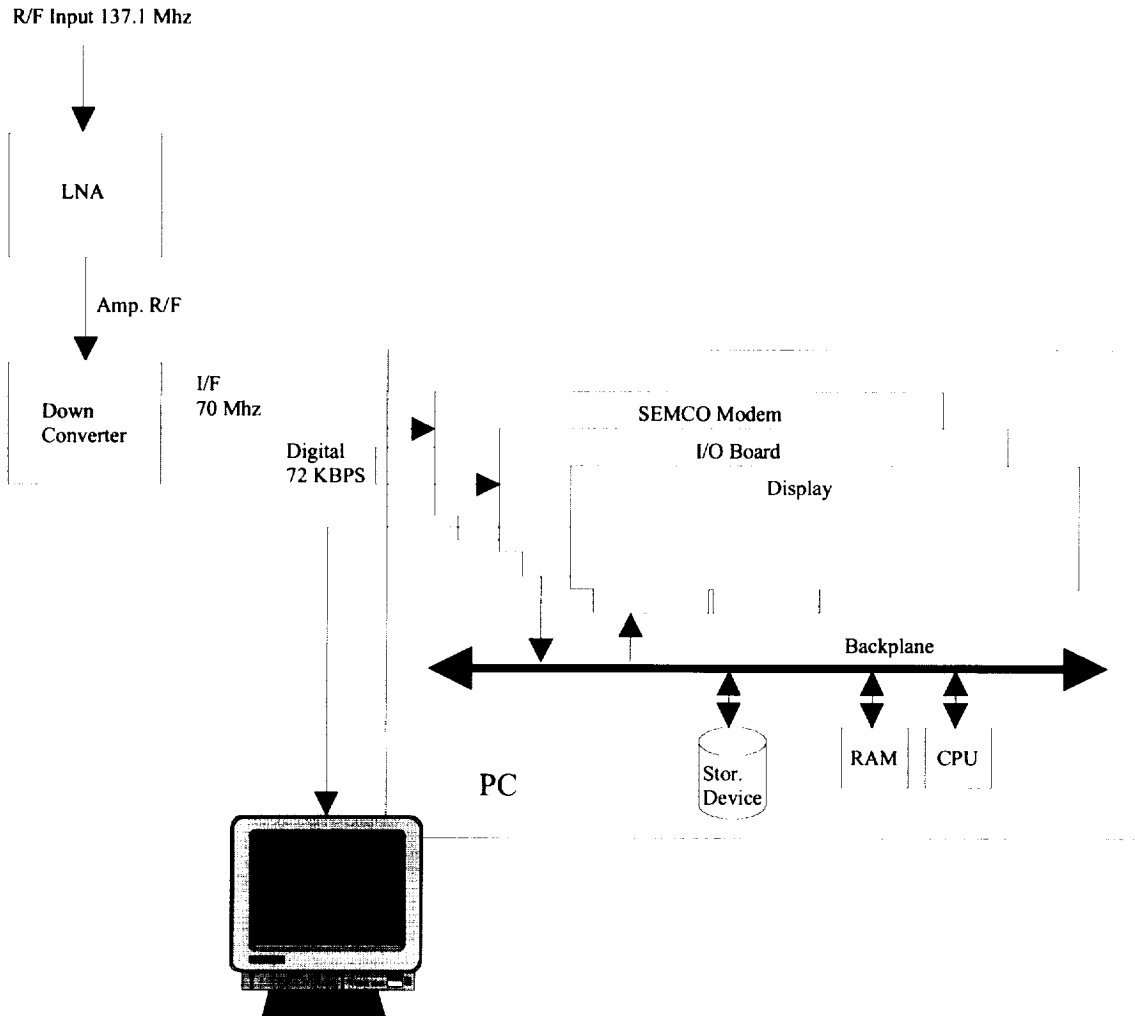 R/F Input 137.1 Mhz
LNA
Amp. R/F
I/F
70 Mhz
Down
Converter
Digital
72 KBPS
SEMCO Modem
I/O Board
Display
Backplane
Stor.
Device
RAM
CPU
PC